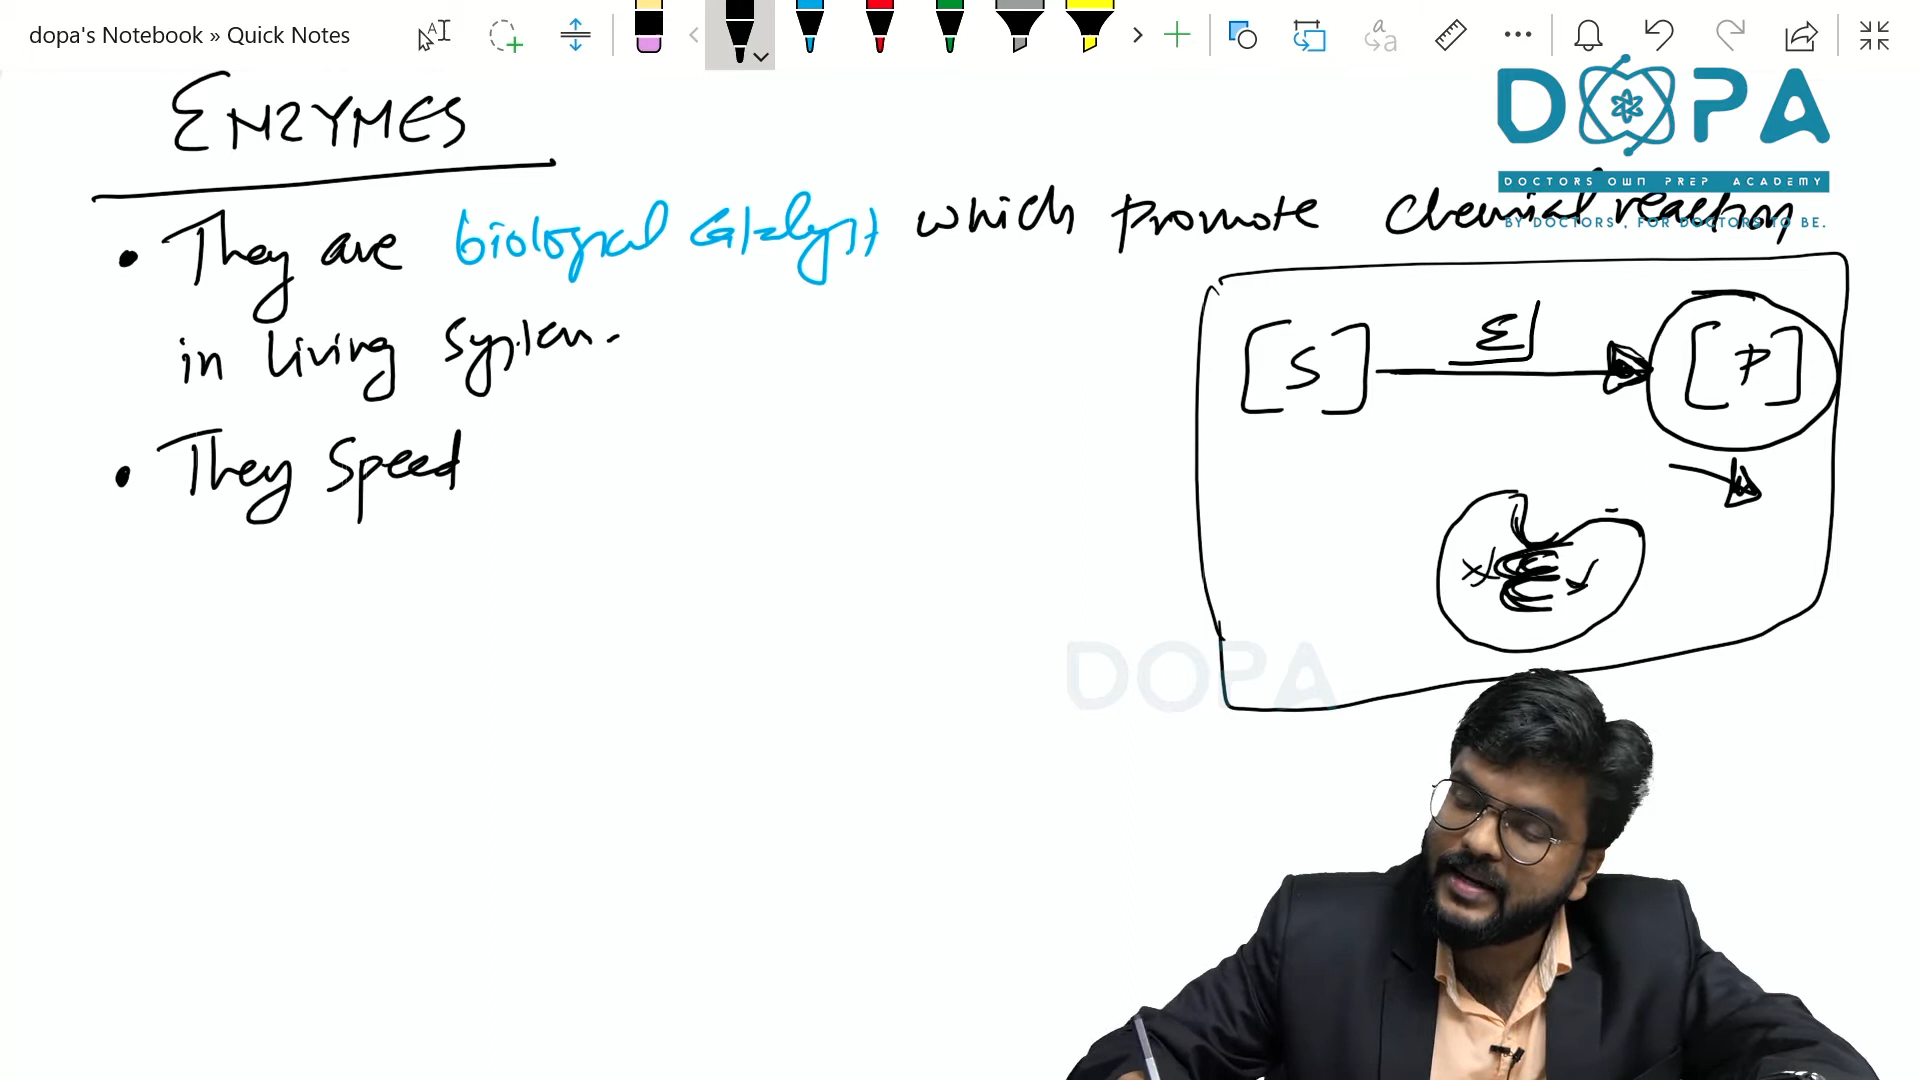 dopa's Notebook » Quick Notes
ENZYMES
DOPA
DOCTORS OWN PREP ACADEMY
BY DOCTORS, FOR DOCTORS TO BE.
• They are biological catalyst which promote chemical reaction
in living system.
[S] E [P]
• They speed
DOPA